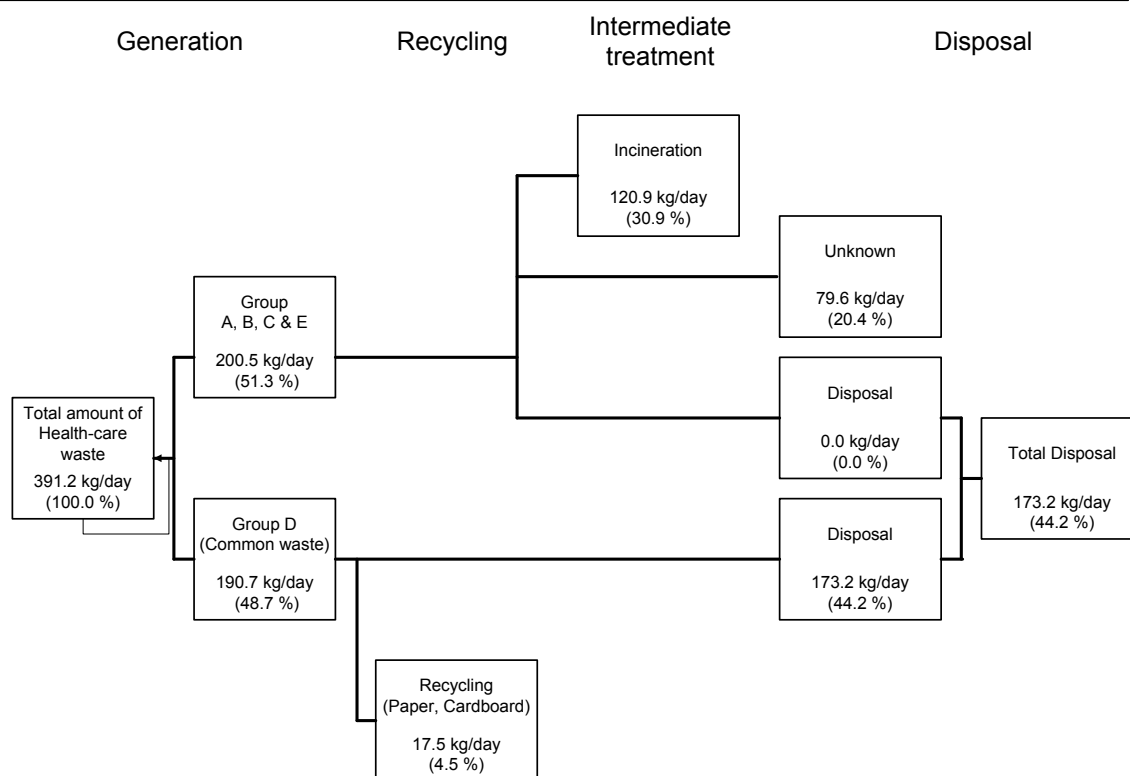 Generation
Recycling
Intermediate
treatment
Disposal
Incineration
120.9 kg/day
(30.9 %)
Unknown
79.6 kg/day
(20.4 %)
Group
A, B, C & E
200.5 kg/day
(51.3 %)
Disposal
0.0 kg/day
(0.0 %)
Total amount of
Health-care
waste
391.2 kg/day
(100.0 %)
Total Disposal
173.2 kg/day
(44.2 %)
Group D
(Common waste)
190.7 kg/day
(48.7 %)
Disposal
173.2 kg/day
(44.2 %)
Recycling
(Paper, Cardboard)
17.5 kg/day
(4.5 %)